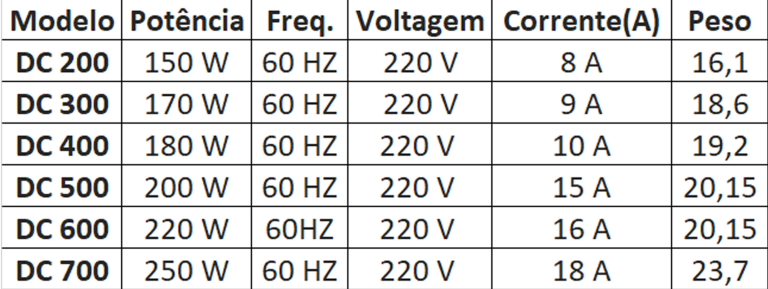 Modelo Potência Freq. Voltagem Corrente(A) Peso
DC 200 150 W 60 HZ 220 V 8 A 16,1
DC 300 170 W 60 HZ 220 V 9 A 18,6
DC 400 180 W 60 HZ 220 V 10 A 19,2
DC 500 200 W 60 HZ 220 V 15 A 20,15
DC 600 220 W 60HZ 220 V 16 A 20,15
DC 700 250 W 60 HZ 220 V 18 A 23,7